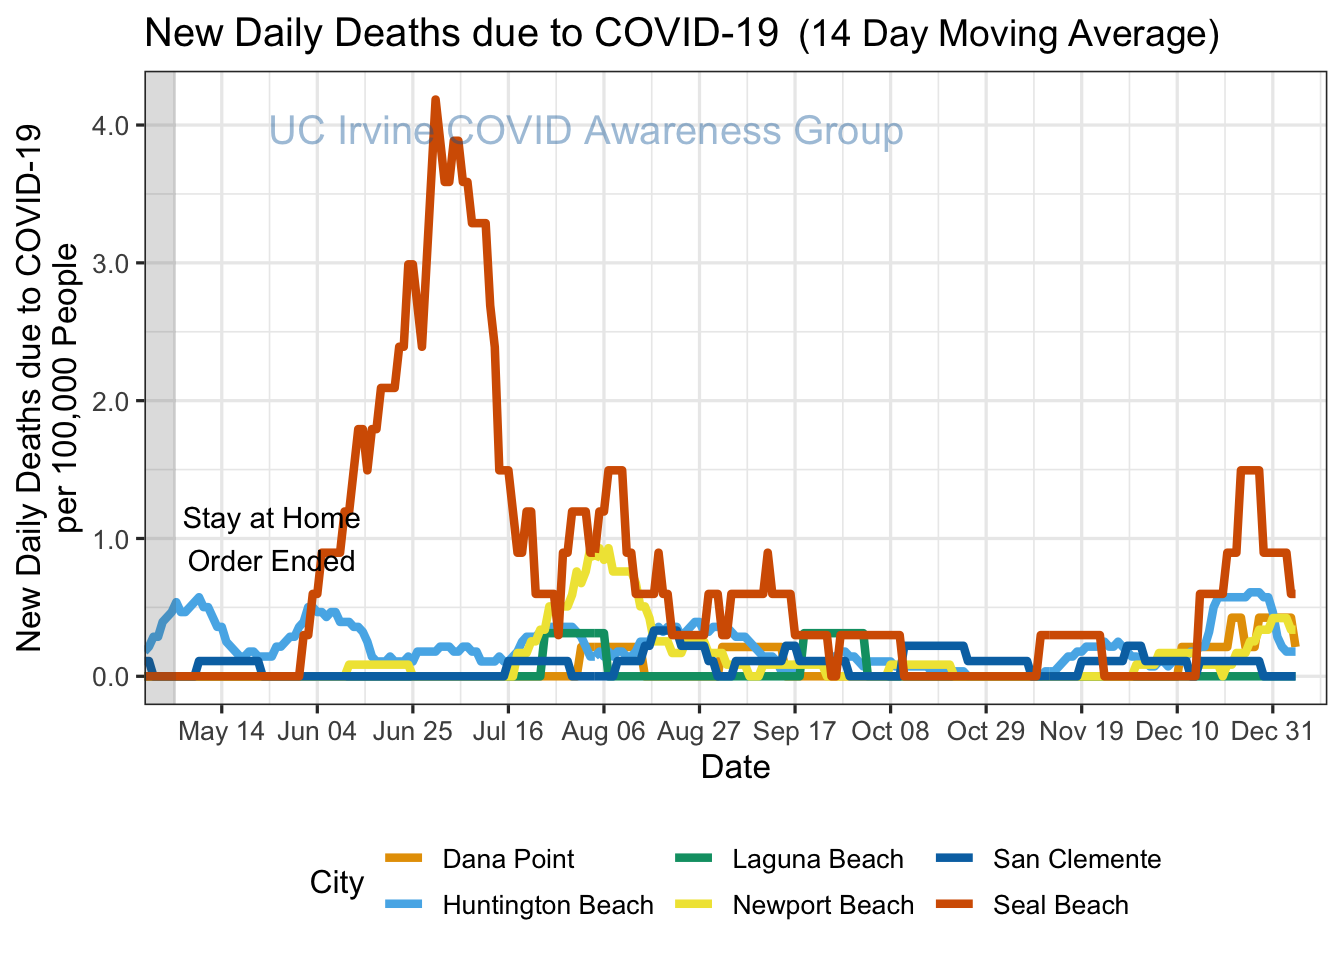 New Daily Deaths due to COVID-19 (14 Day Moving Average)
UC Irvine COVID Awareness Group
New Daily Deaths due to COVID-19
per 100,000 People
4.0
3.0
2.0
1.0
0.0
Stay at Home
Order Ended
May 14 Jun 04 Jun 25 Jul 16 Aug 06 Aug 27 Sep 17 Oct 08 Oct 29 Nov 19 Dec 10 Dec 31
Date
City
Dana Point Laguna Beach San Clemente
Huntington Beach Newport Beach Seal Beach